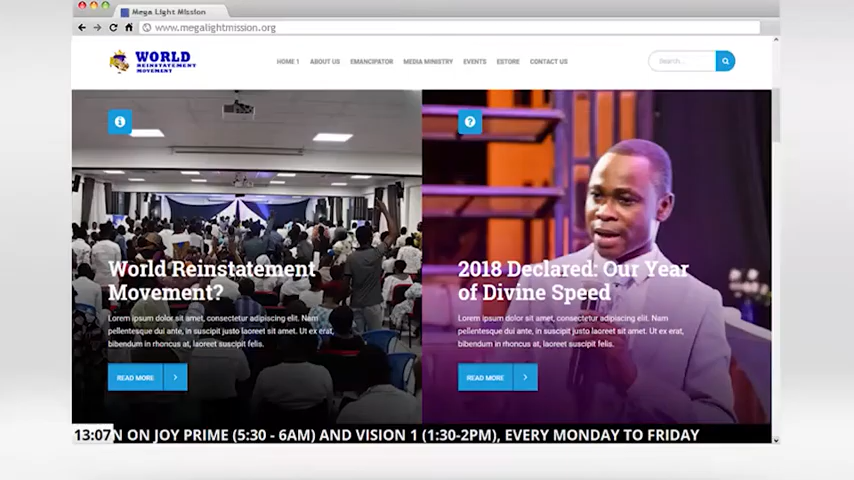 Mega Light Mission
www.megalightmission.org
WORLD
REINSTATEMENT
MOVEMENT
HOME 1 ABOUT US EMANCIPATOR MEDIA MINISTRY EVENTS ESTORE CONTACT US
Search...
World Reinstatement
Movement?
Lorem ipsum dolor sit amet, consectetur adipiscing elit. Nam
pellentesque dui ante, in suscipit justo laoreet sit amet. Ut ex erat,
bibendum in rhoncus at, laoreet suscipit felis.
READ MORE
2018 Declared: Our Year
of Divine Speed
Lorem ipsum dolor sit amet, consectetur adipiscing elit. Nam
pellentesque dui ante, in suscipit justo laoreet sit amet. Ut ex erat,
bibendum in rhoncus at, laoreet suscipit felis.
READ MORE
13:07 N ON JOY PRIME (5:30 - 6AM) AND VISION 1 (1:30-2PM), EVERY MONDAY TO FRIDAY